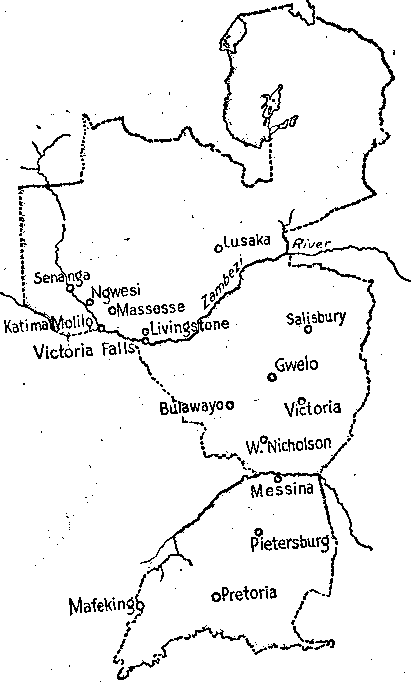 Lusaka
River
Zambezi
Senanga
Ngwesi
Massosse
Katima Molilo
Livingstone
Victoria Falls
Salisbury
Gwelo
Bulawayo
Victoria
W. Nicholson
Messina
Pietersburg
Pretoria
Mafeking